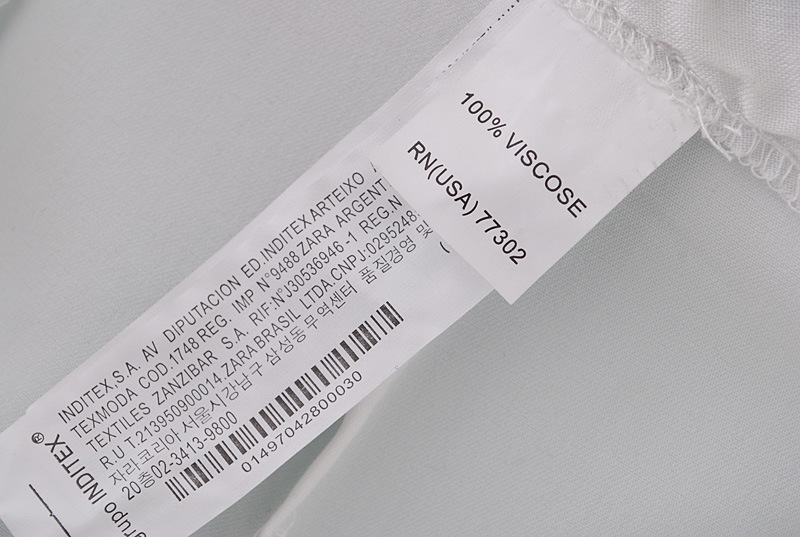 100% VISCOSE
RN(USA) 77302
INDITEX,S.A. AV DIPUTACION ED.INDITEX ARTEIXO
TEXMODA COD.1748 REG. IMP N°9488 ZARA ARGENT
TEXTILES ZANZIBAR S.A. RIF:N°J30536946-1 REG.N
R.U T.213950900014,ZARA BRASIL LTDA.CNPJ:0295248
자라코리아 서울시강남구 삼성동 무역센터 품질경영 및
20층02-3413-9800
01497042800030
grupo INDITEX®